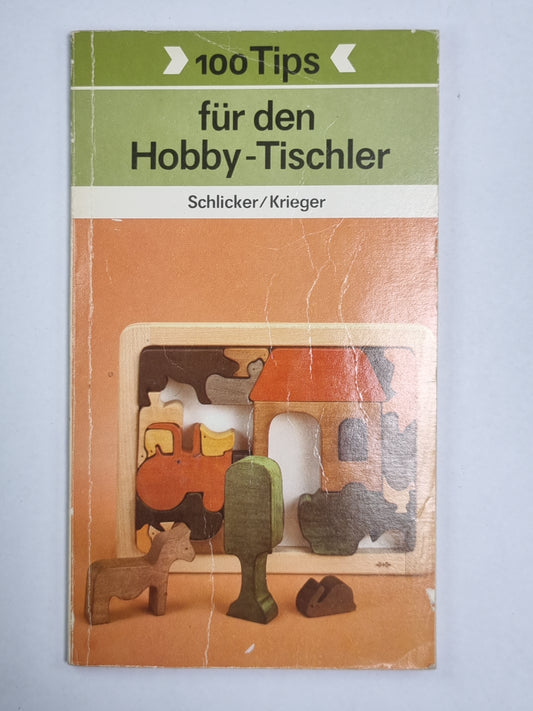 100 Tips
für den
Hobby-Tischler
Schlicker/Krieger